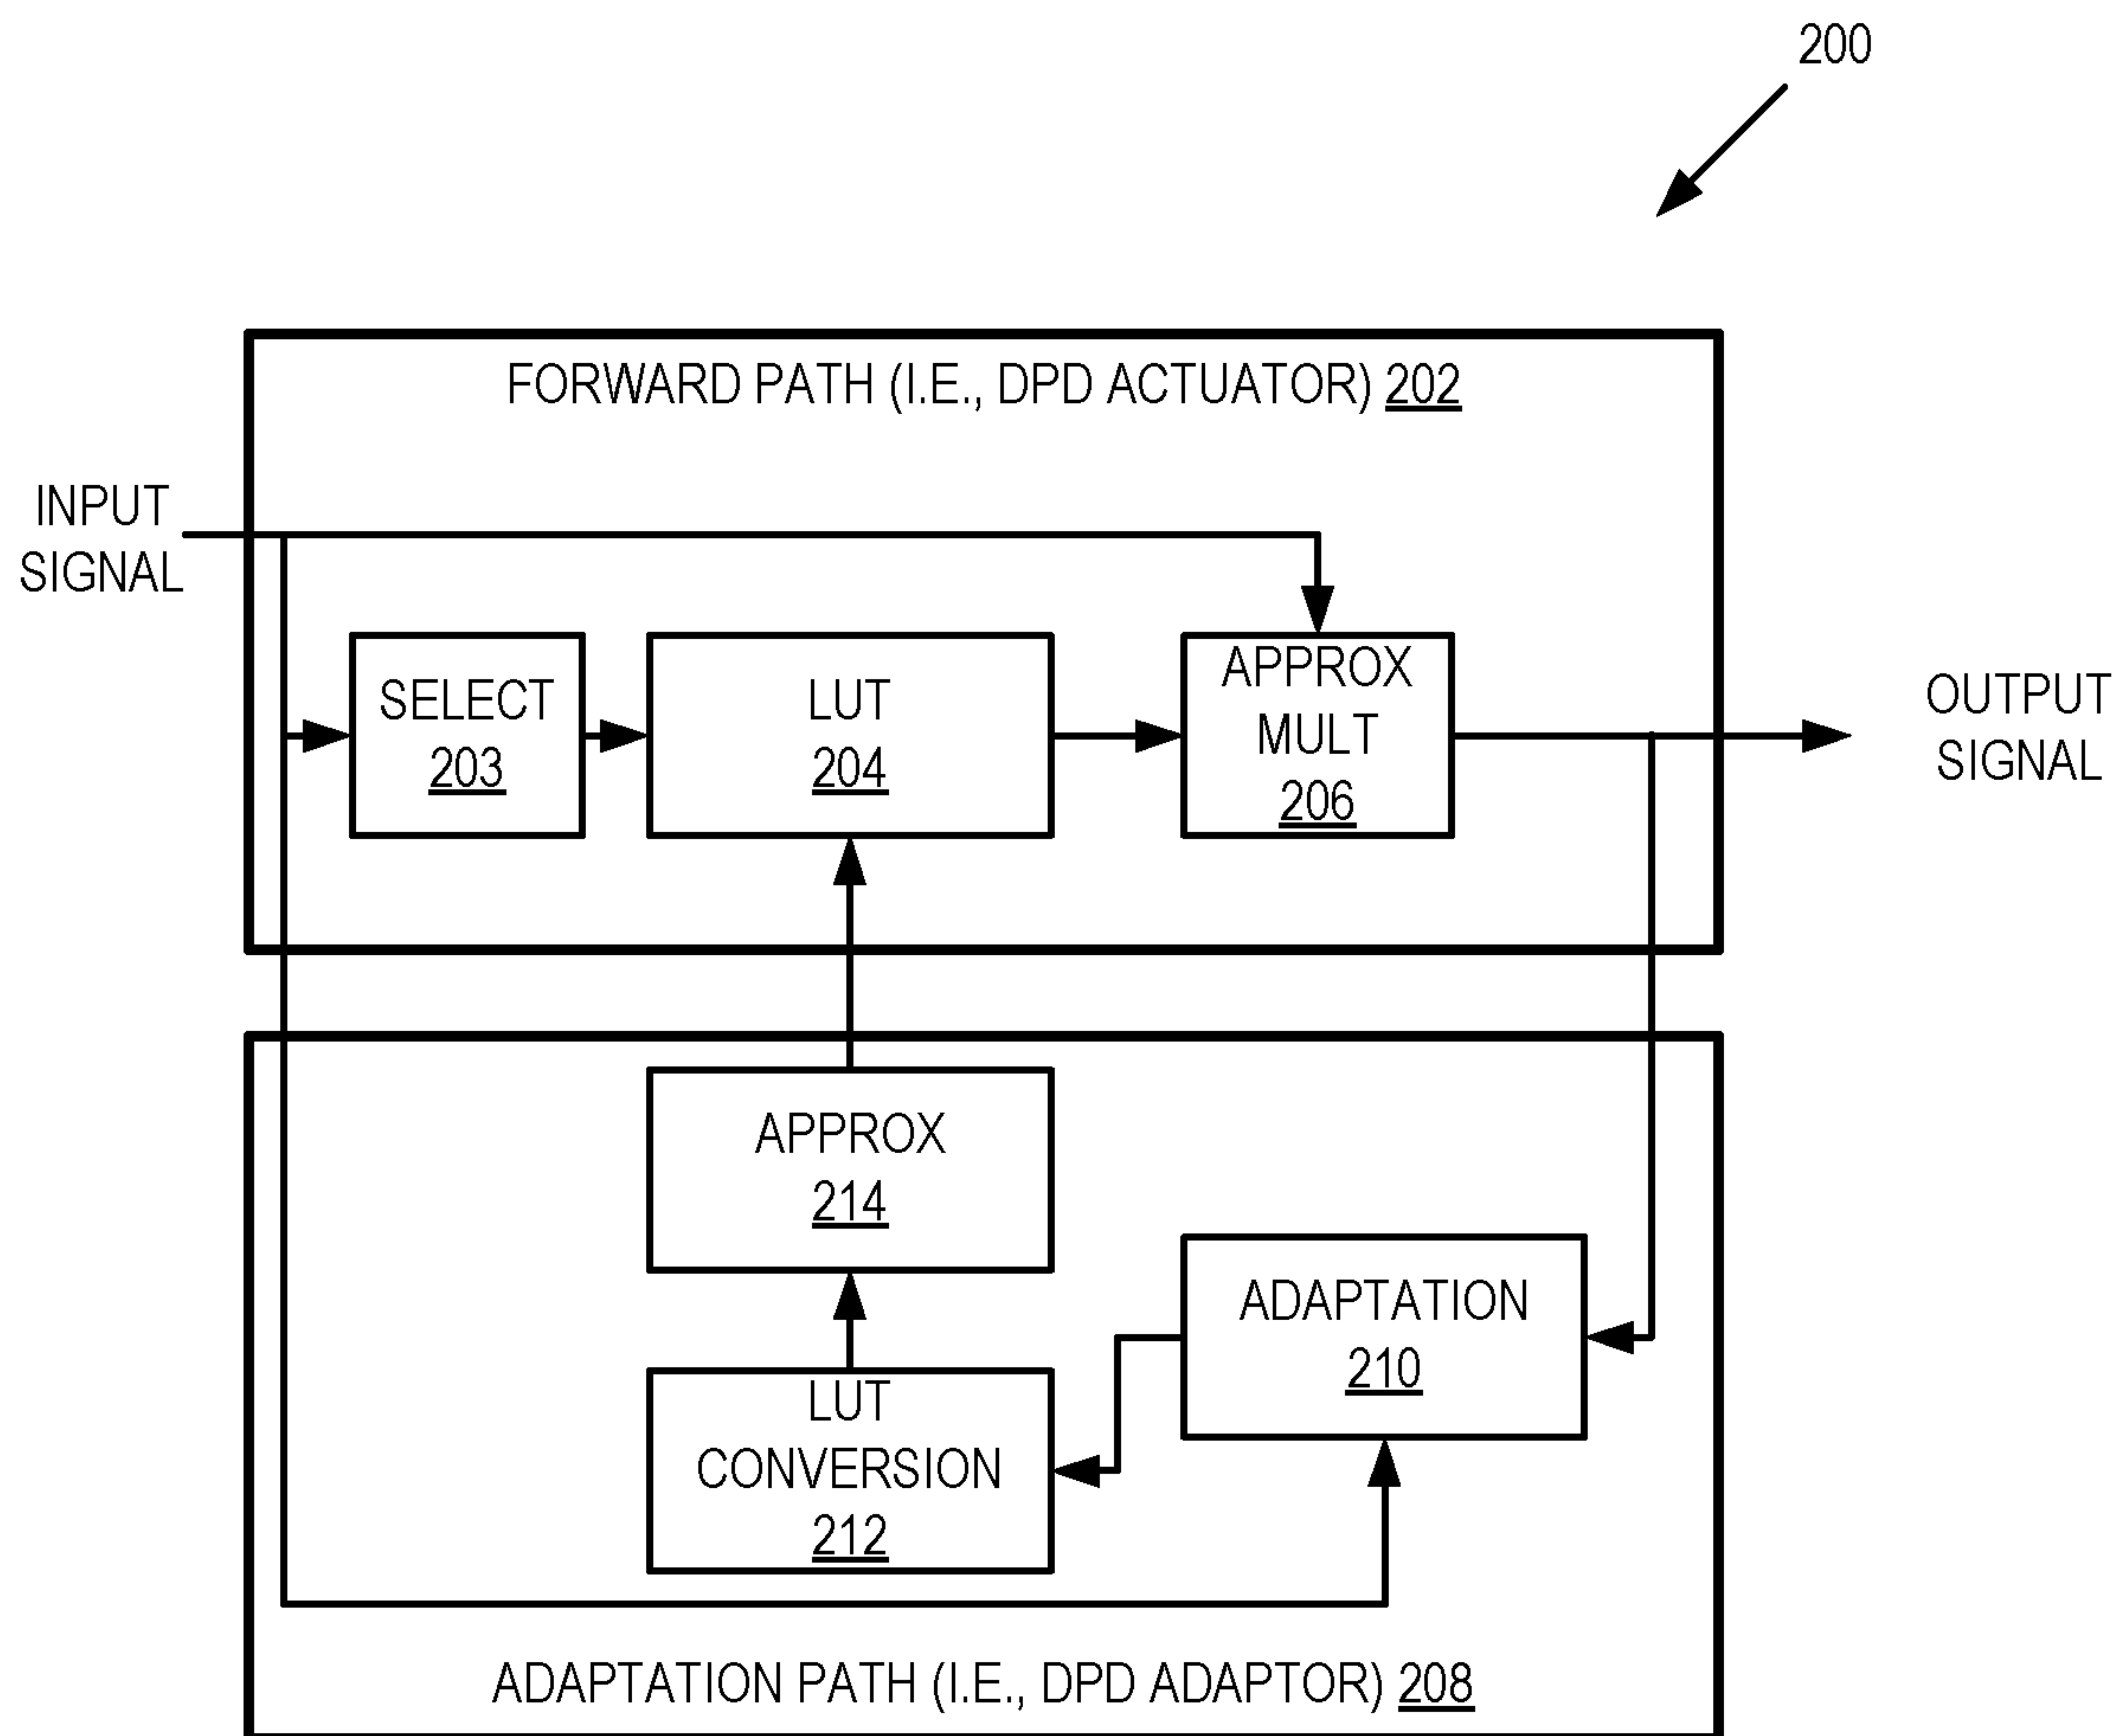 200
FORWARD PATH (I.E., DPD ACTUATOR) 202
INPUT
SIGNAL
SELECT
203
LUT
204
APPROX
MULT
206
OUTPUT
SIGNAL
APPROX
214
ADAPTATION
210
LUT
CONVERSION
212
ADAPTATION PATH (I.E., DPD ADAPTOR) 208